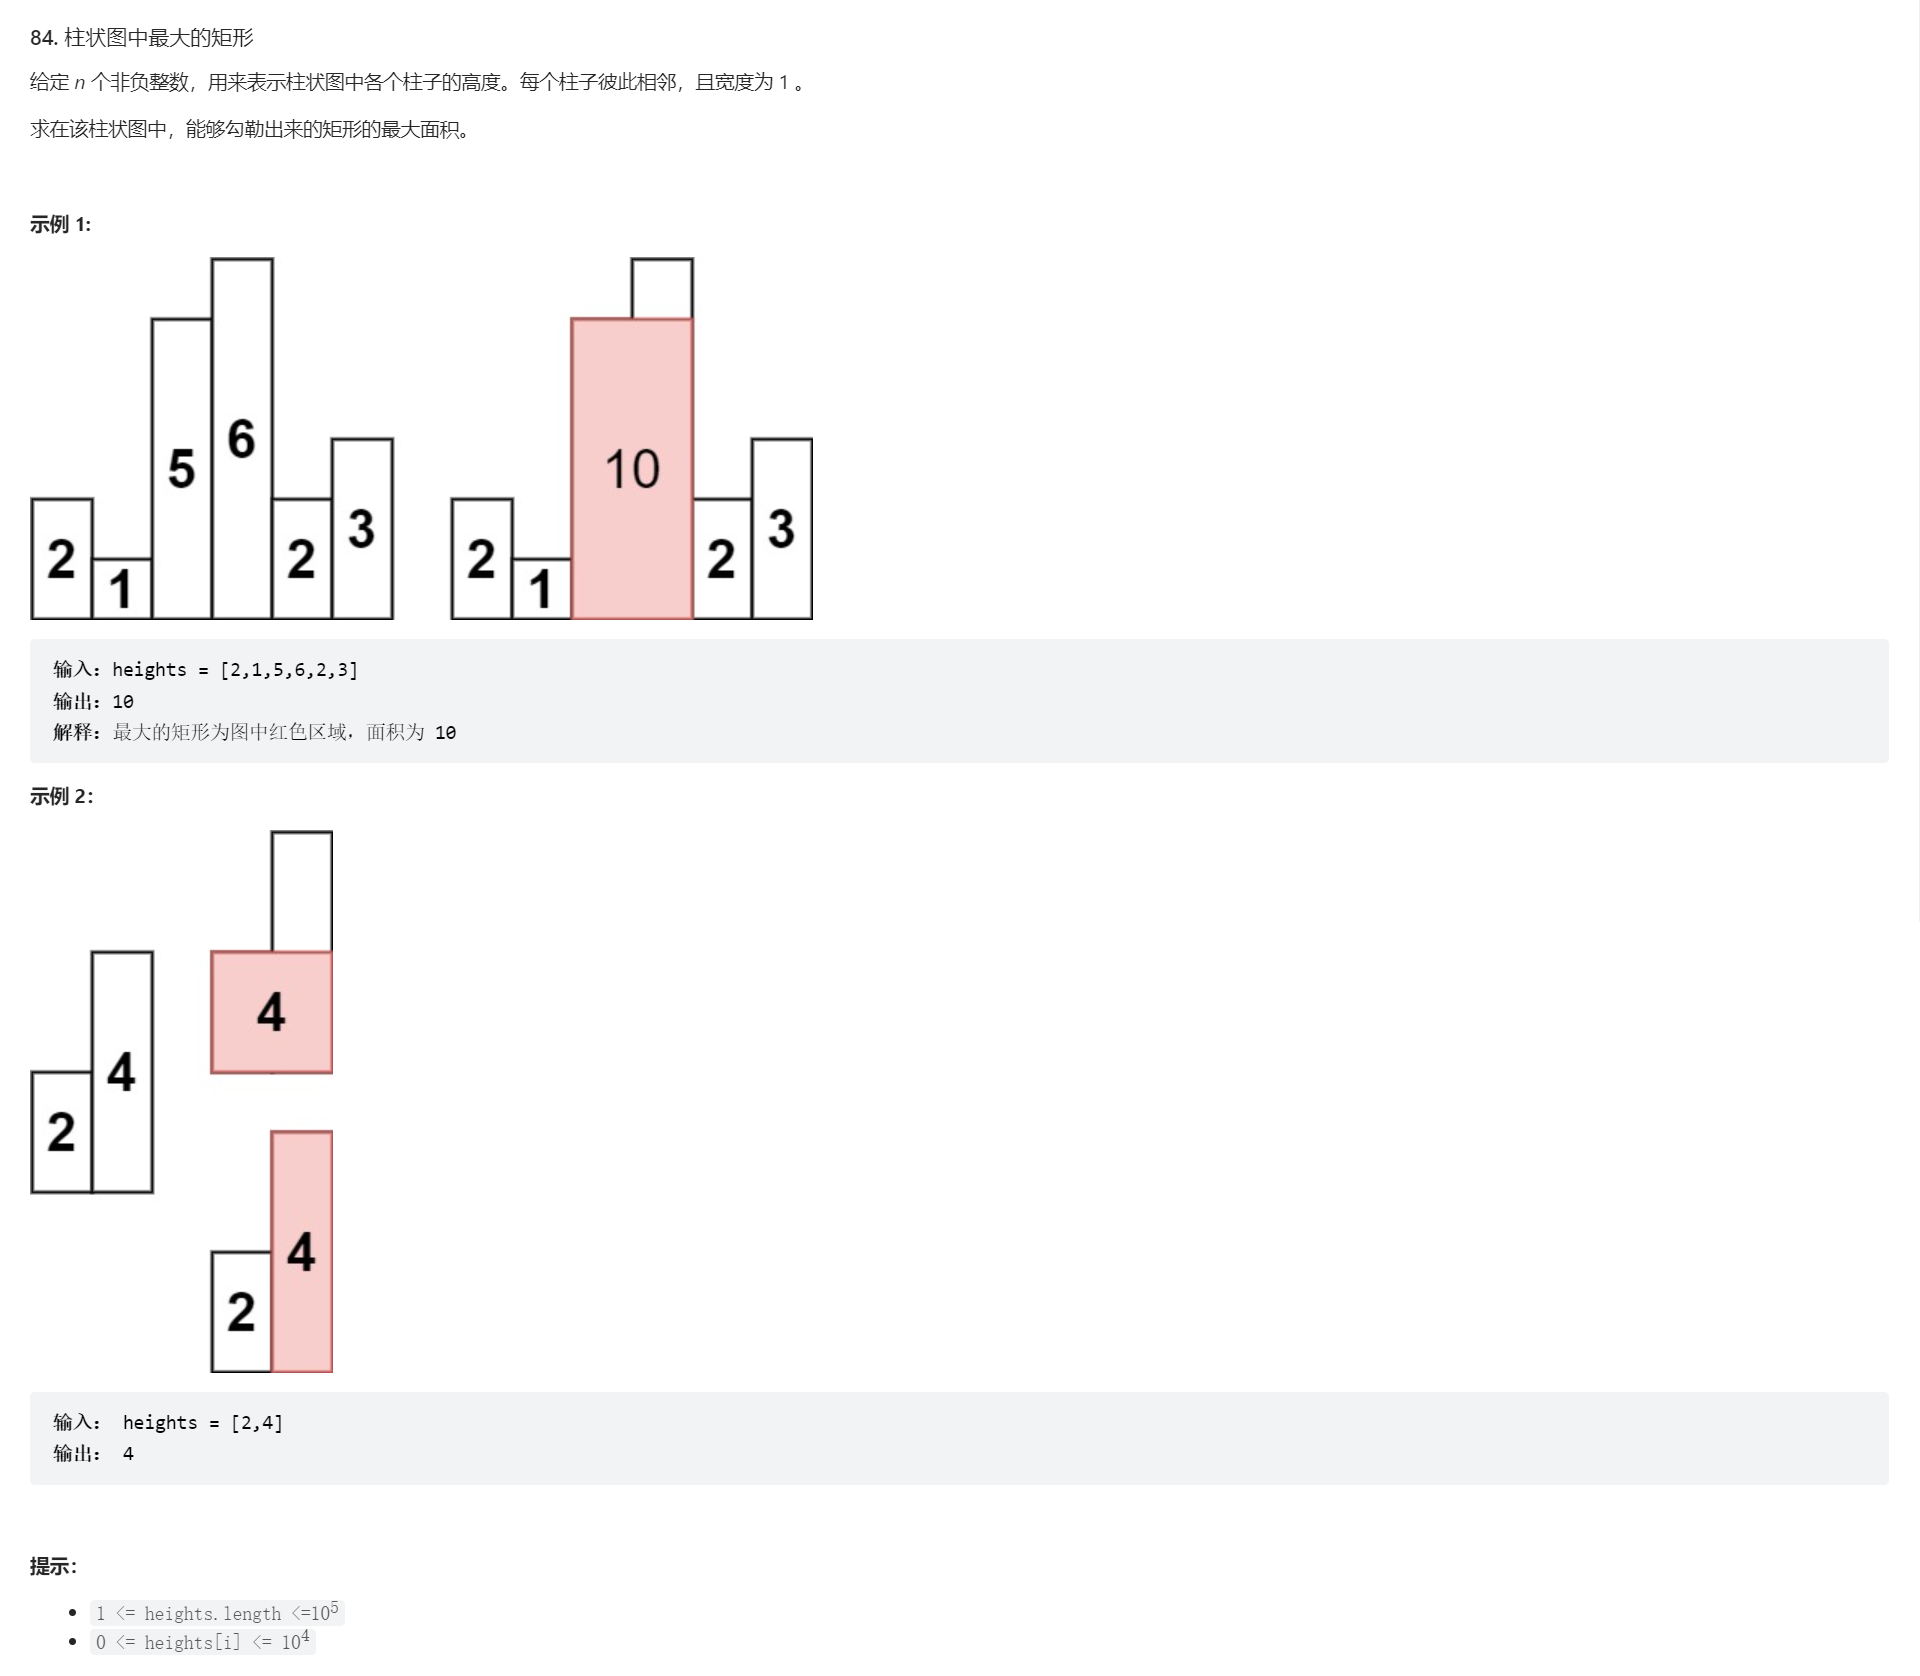 84. 柱状图中最大的矩形
给定 n 个非负整数，用来表示柱状图中各个柱子的高度。每个柱子彼此相邻，且宽度为 1 。
求在该柱状图中，能够勾勒出来的矩形的最大面积。
示例 1:
2
1
5
6
2
3
2
1
10
2
3
输入：heights = [2,1,5,6,2,3]
输出：10
解释：最大的矩形为图中红色区域，面积为 10
示例 2：
2
4
4
2
4
输入： heights = [2,4]
输出： 4
提示：
1 <= heights.length <=10⁵
0 <= heights[i] <= 10⁴